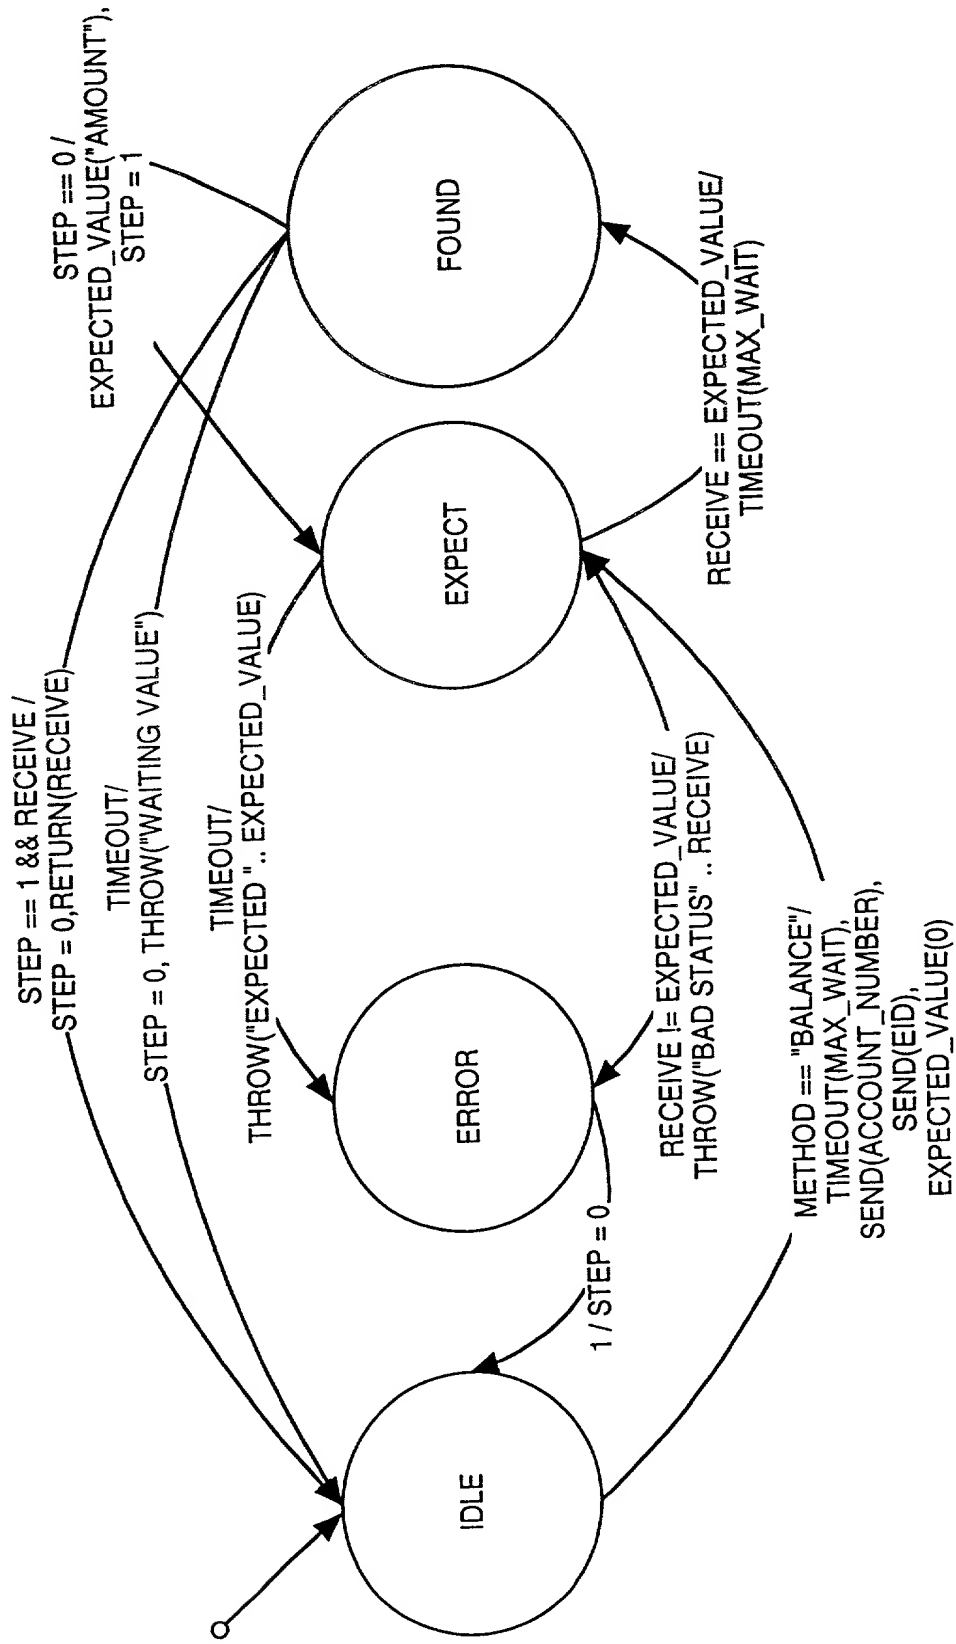 STEP == 1 && RECEIVE /
STEP = 0,RETURN(RECEIVE)
TIMEOUT/
STEP = 0, THROW("WAITING VALUE")
TIMEOUT/
THROW("EXPECTED " .. EXPECTED_VALUE)
STEP == 0 /
EXPECTED_VALUE("AMOUNT"),
STEP = 1
IDLE
ERROR
EXPECT
FOUND
1 / STEP = 0
RECEIVE != EXPECTED_VALUE/
THROW("BAD STATUS" .. RECEIVE)
RECEIVE == EXPECTED_VALUE/
TIMEOUT(MAX_WAIT)
METHOD == "BALANCE"/
TIMEOUT(MAX_WAIT),
SEND(ACCOUNT_NUMBER),
SEND(EID),
EXPECTED_VALUE(0)